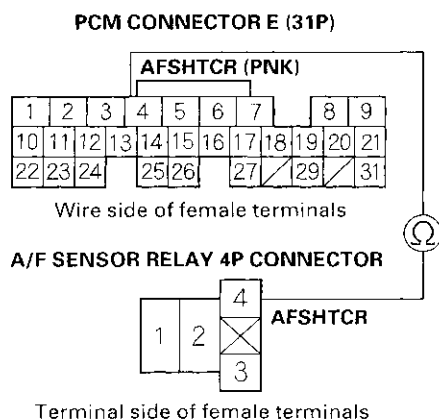 PCM CONNECTOR E (31P)
AFSHTCR (PNK)
1 2 3 4 5 6 7 8 9
10 11 12 13 14 15 16 17 18 19 20 21
22 23 24 25 26 27 29 31
Wire side of female terminals
Ω
A/F SENSOR RELAY 4P CONNECTOR
4
AFSHTCR
1 2
3
Terminal side of female terminals